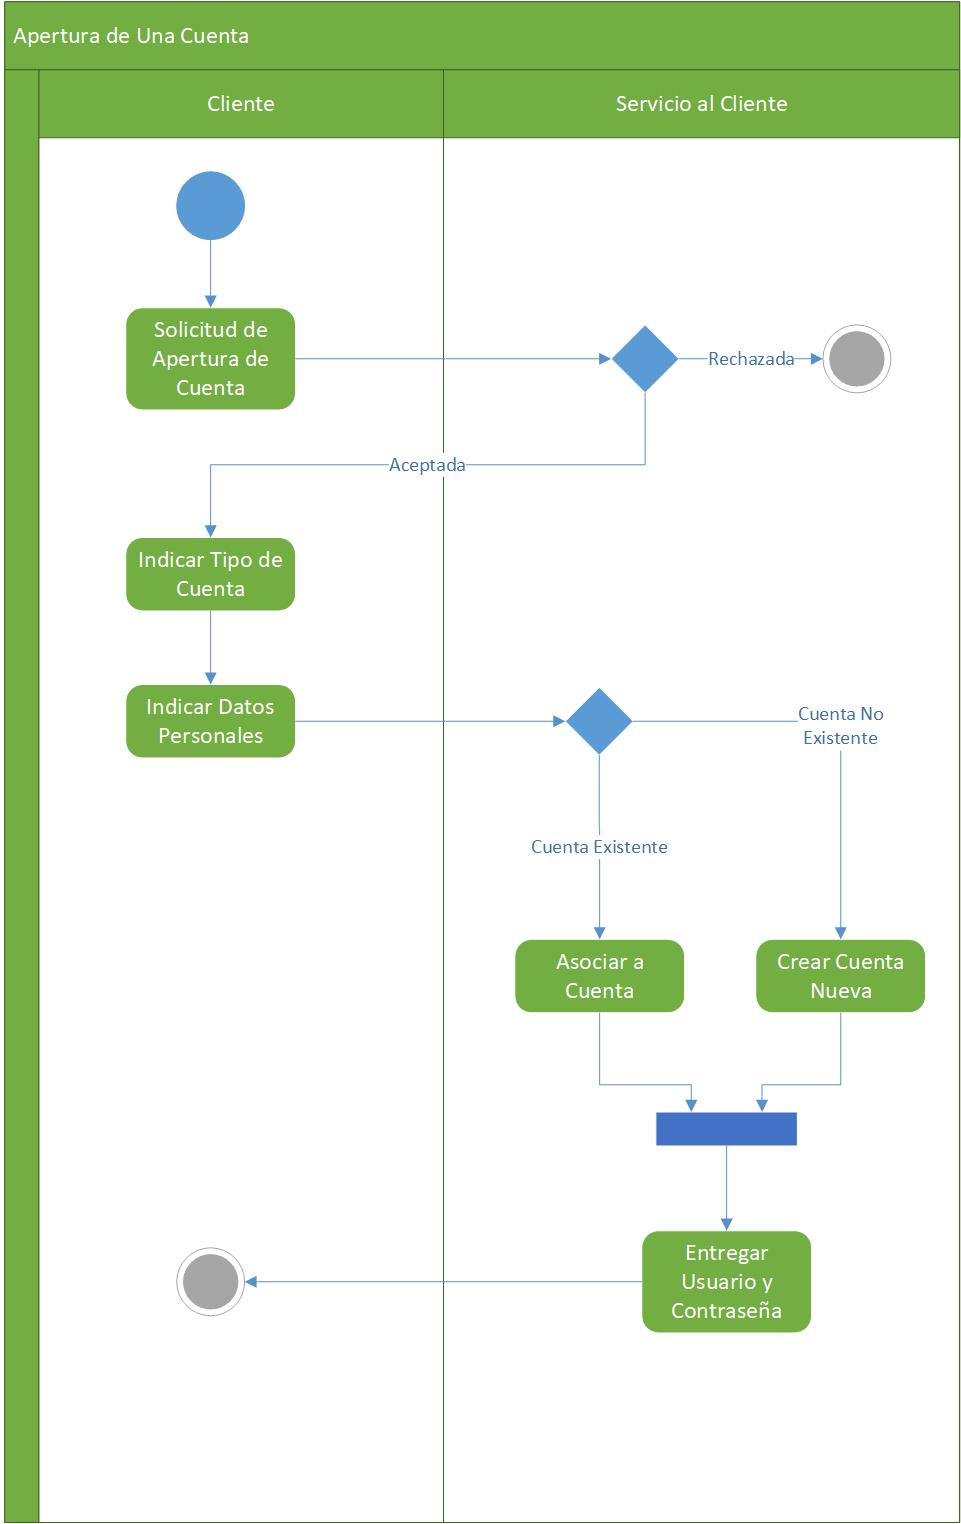 Apertura de Una Cuenta
Cliente
Servicio al Cliente
Solicitud de
Apertura de
Cuenta
Rechazada
Aceptada
Indicar Tipo de
Cuenta
Indicar Datos
Personales
Cuenta No
Existente
Cuenta Existente
Asociar a
Cuenta
Crear Cuenta
Nueva
Entregar
Usuario y
Contraseña